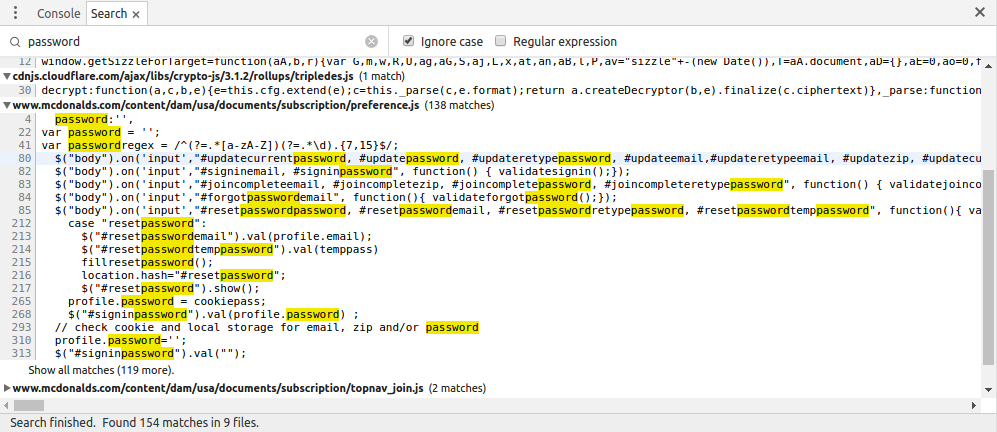 Console Search ×
password Ignore case Regular expression
12 window.getSizzleForTarget=function(aA,b,r){var G,m,w,R,U,ag,aG,S,aj,L,x,at,an,aB,l,P,av="sizzle"+-(new Date()),T=aA.document,aD={},aE=0,ao=0,f
cdnjs.cloudflare.com/ajax/libs/crypto-js/3.1.2/rollups/tripledes.js (1 match)
30 decrypt:function(a,c,b,e){e=this.cfg.extend(e);c=this._parse(c,e.format);return a.createDecryptor(b,e).finalize(c.ciphertext)},_parse:function
www.mcdonalds.com/content/dam/usa/documents/subscription/preference.js (138 matches)
4 password:'',
22 var password = '';
41 var passwordregex = /^(?=.*[a-zA-Z])(?=.*\d).{7,15}$/;
80 $("body").on('input',"#updatecurrentpassword, #updatepassword, #updateretypepassword, #updateemail,#updateretypeemail, #updatezip, #updatecu
82 $("body").on('input',"#signinemail, #signinpassword", function() { validatesignin();});
83 $("body").on('input',"#joincompleteemail, #joincompletezip, #joincompletepassword, #joincompleteretypepassword", function() { validatejoinco
84 $("body").on('input',"#forgotpasswordemail", function(){ validateforgotpassword();});
85 $("body").on('input',"#resetpasswordpassword, #resetpasswordemail, #resetpasswordretypepassword, #resetpasswordtemppassword", function(){ va
212 case "resetpassword":
213 $("#resetpasswordemail").val(profile.email);
214 $("#resetpasswordtemppassword").val(temppass)
215 fillresetpassword();
216 location.hash="#resetpassword";
217 $("#resetpassword").show();
265 profile.password = cookiepass;
268 $("#signinpassword").val(profile.password) ;
293 // check cookie and local storage for email, zip and/or password
310 profile.password='';
313 $("#signinpassword").val("");
Show all matches (119 more).
www.mcdonalds.com/content/dam/usa/documents/subscription/topnav_join.js (2 matches)
Search finished. Found 154 matches in 9 files.